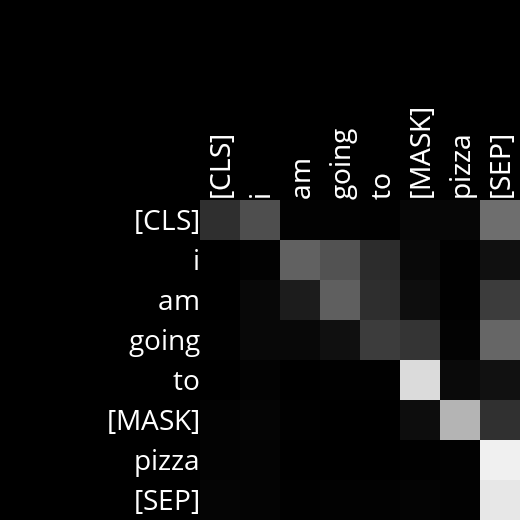 [CLS] i am going to [MASK] pizza [SEP]
[CLS]
i
am
going
to
[MASK]
pizza
[SEP]